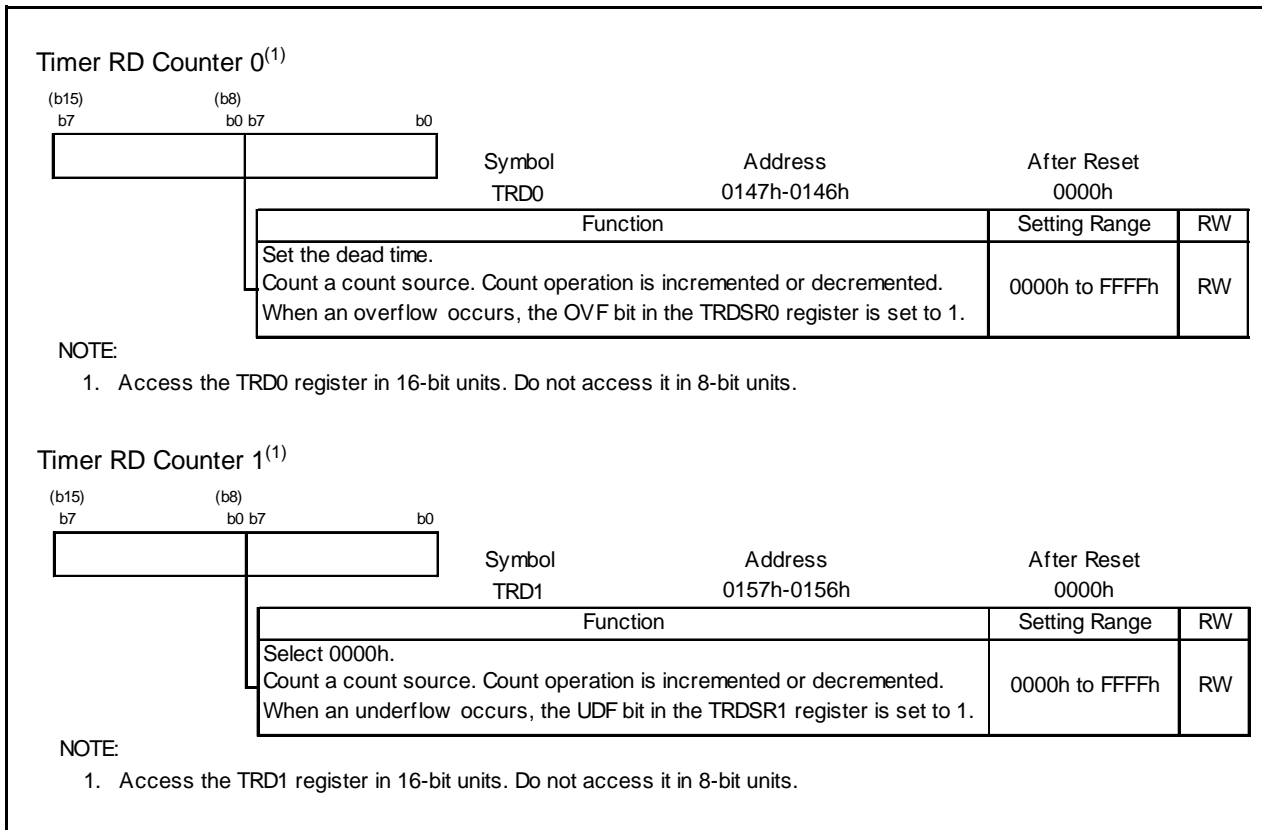 Timer RD Counter 0(1)
(b15) (b8)
b7 b0 b7 b0
Symbol Address After Reset
TRD0 0147h-0146h 0000h
Function Setting Range RW
Set the dead time.
Count a count source. Count operation is incremented or decremented. 0000h to FFFFh RW
When an overflow occurs, the OVF bit in the TRDSR0 register is set to 1.
NOTE:
1. Access the TRD0 register in 16-bit units. Do not access it in 8-bit units.
Timer RD Counter 1(1)
(b15) (b8)
b7 b0 b7 b0
Symbol Address After Reset
TRD1 0157h-0156h 0000h
Function Setting Range RW
Select 0000h.
Count a count source. Count operation is incremented or decremented. 0000h to FFFFh RW
When an underflow occurs, the UDF bit in the TRDSR1 register is set to 1.
NOTE:
1. Access the TRD1 register in 16-bit units. Do not access it in 8-bit units.